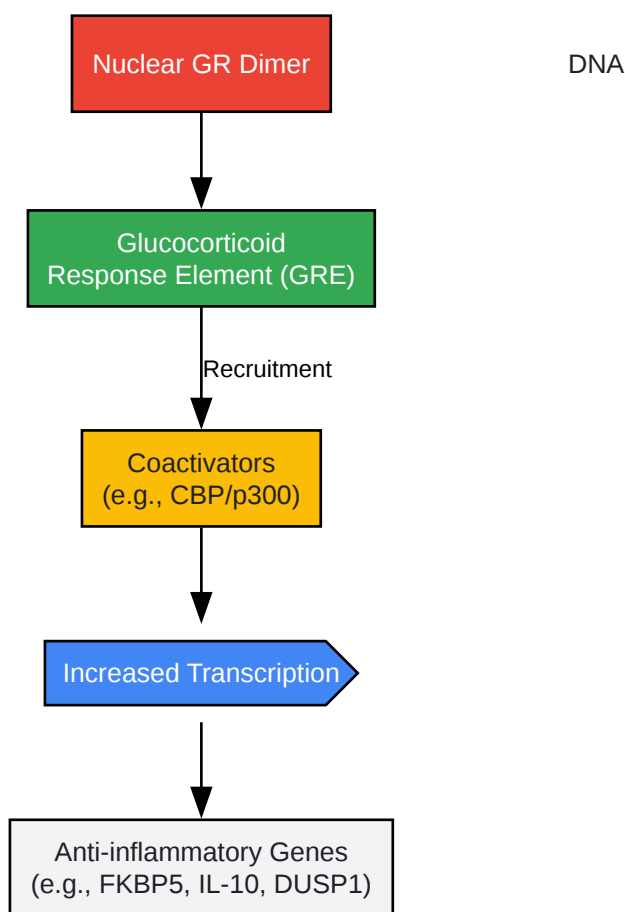 Nuclear GR Dimer
DNA
Glucocorticoid
Response Element (GRE)
Recruitment
Coactivators
(e.g., CBP/p300)
Increased Transcription
Anti-inflammatory Genes
(e.g., FKBP5, IL-10, DUSP1)